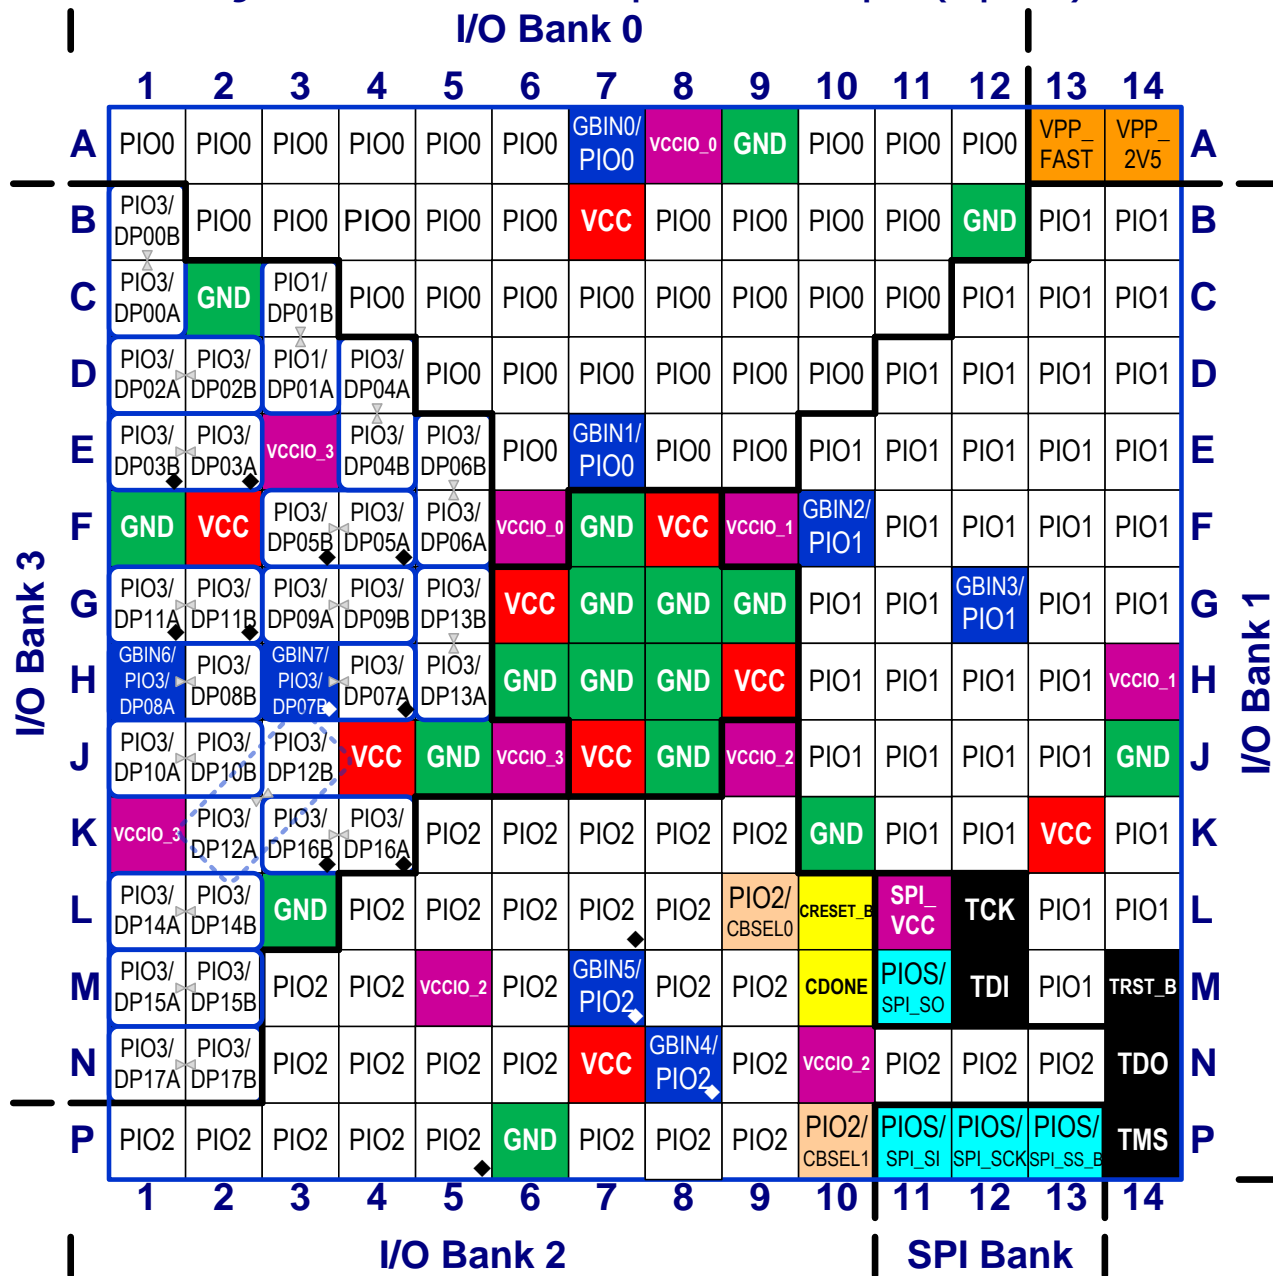 I/O Bank 0
1 2 3 4 5 6 7 8 9 10 11 12 13 14
A PIO0 PIO0 PIO0 PIO0 PIO0 PIO0 GBIN0/ PIO0 VCCIO_0 GND PIO0 PIO0 PIO0 VPP_ FAST VPP_ 2V5 A
B PIO3/ DP00B PIO0 PIO0 PIO0 PIO0 PIO0 VCC PIO0 PIO0 PIO0 PIO0 GND PIO1 PIO1 B
C PIO3/ DP00A GND PIO1/ DP01B PIO0 PIO0 PIO0 PIO0 PIO0 PIO0 PIO0 PIO0 PIO1 PIO1 PIO1 C
D PIO3/ DP02A PIO3/ DP02B PIO1/ DP01A PIO3/ DP04A PIO0 PIO0 PIO0 PIO0 PIO0 PIO0 PIO1 PIO1 PIO1 PIO1 D
E PIO3/ DP03B PIO3/ DP03A VCCIO_3 PIO3/ DP04B PIO3/ DP06B PIO0 GBIN1/ PIO0 PIO0 PIO0 PIO1 PIO1 PIO1 PIO1 PIO1 E
F GND VCC PIO3/ DP05B PIO3/ DP05A PIO3/ DP06A VCCIO_0 GND VCC VCCIO_1 GBIN2/ PIO1 PIO1 PIO1 PIO1 PIO1 F
G PIO3/ DP11A PIO3/ DP11B PIO3/ DP09A PIO3/ DP09B PIO3/ DP13B VCC GND GND GND PIO1 PIO1 GBIN3/ PIO1 PIO1 PIO1 G
H GBIN6/ PIO3/ DP08A PIO3/ DP08B GBIN7/ PIO3/ DP07B PIO3/ DP07A PIO3/ DP13A GND GND GND VCC PIO1 PIO1 PIO1 PIO1 VCCIO_1 H
J PIO3/ DP10A PIO3/ DP10B PIO3/ DP12B VCC GND VCCIO_3 VCC GND VCCIO_2 PIO1 PIO1 PIO1 PIO1 GND J
K VCCIO_3 PIO3/ DP12A PIO3/ DP16B PIO3/ DP16A PIO2 PIO2 PIO2 PIO2 PIO2 GND PIO1 PIO1 VCC PIO1 K
L PIO3/ DP14A PIO3/ DP14B GND PIO2 PIO2 PIO2 PIO2 PIO2 PIO2/ CBSEL0 CRESET_B SPI_ VCC TCK PIO1 PIO1 L
M PIO3/ DP15A PIO3/ DP15B PIO2 PIO2 VCCIO_2 PIO2 GBIN5/ PIO2 PIO2 PIO2 CDONE PIOS/ SPI_SO TDI PIO1 TRST_B M
N PIO3/ DP17A PIO3/ DP17B PIO2 PIO2 PIO2 PIO2 VCC GBIN4/ PIO2 PIO2 VCCIO_2 PIO2 PIO2 PIO2 TDO N
P PIO2 PIO2 PIO2 PIO2 PIO2 GND PIO2 PIO2 PIO2 PIO2/ CBSEL1 PIOS/ SPI_SI PIOS/ SPI_SCK PIOS/ SPI_SS_B TMS P
1 2 3 4 5 6 7 8 9 10 11 12 13 14
I/O Bank 3
I/O Bank 1
I/O Bank 2
SPI Bank